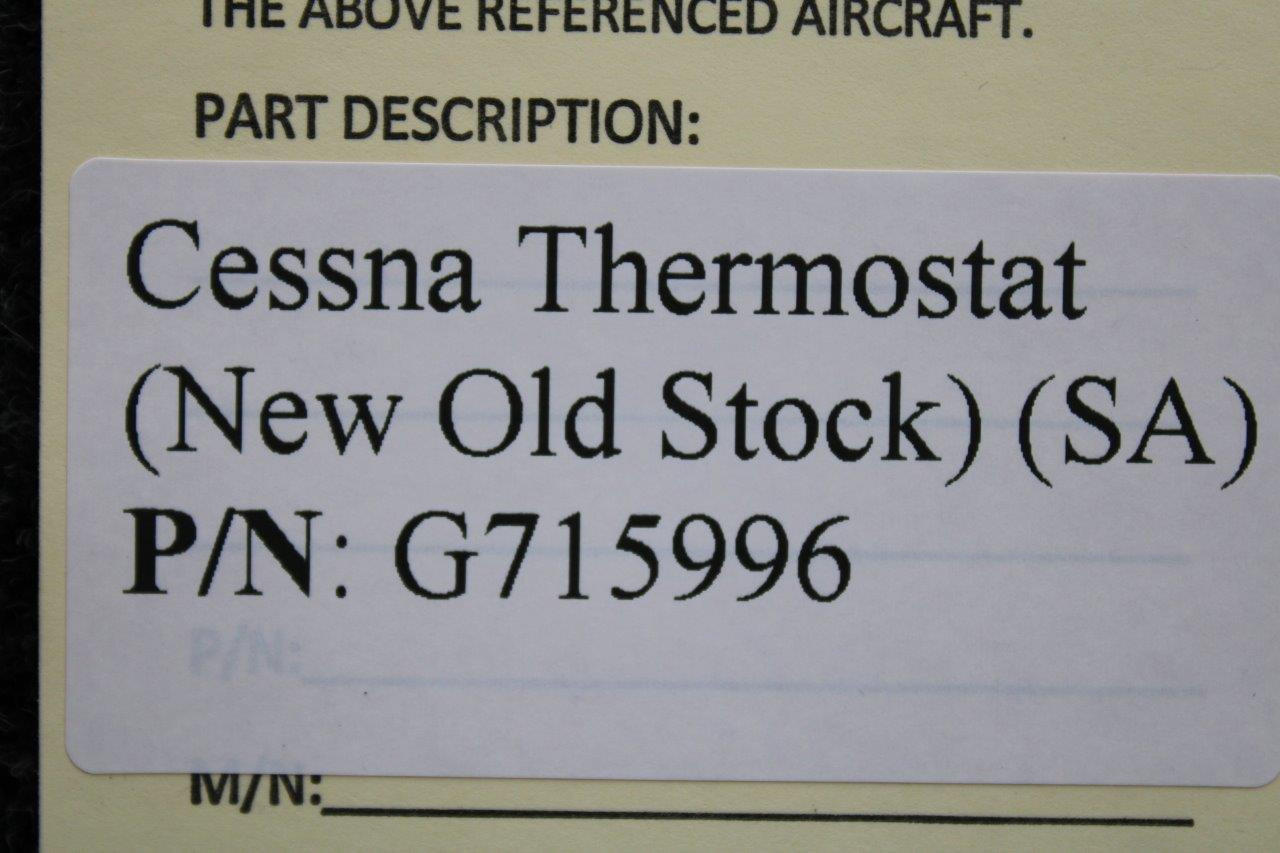 THE ABOVE REFERENCED AIRCRAFT.
PART DESCRIPTION:
Cessna Thermostat
(New Old Stock) (SA)
P/N: G715996
P/N:
M/N: